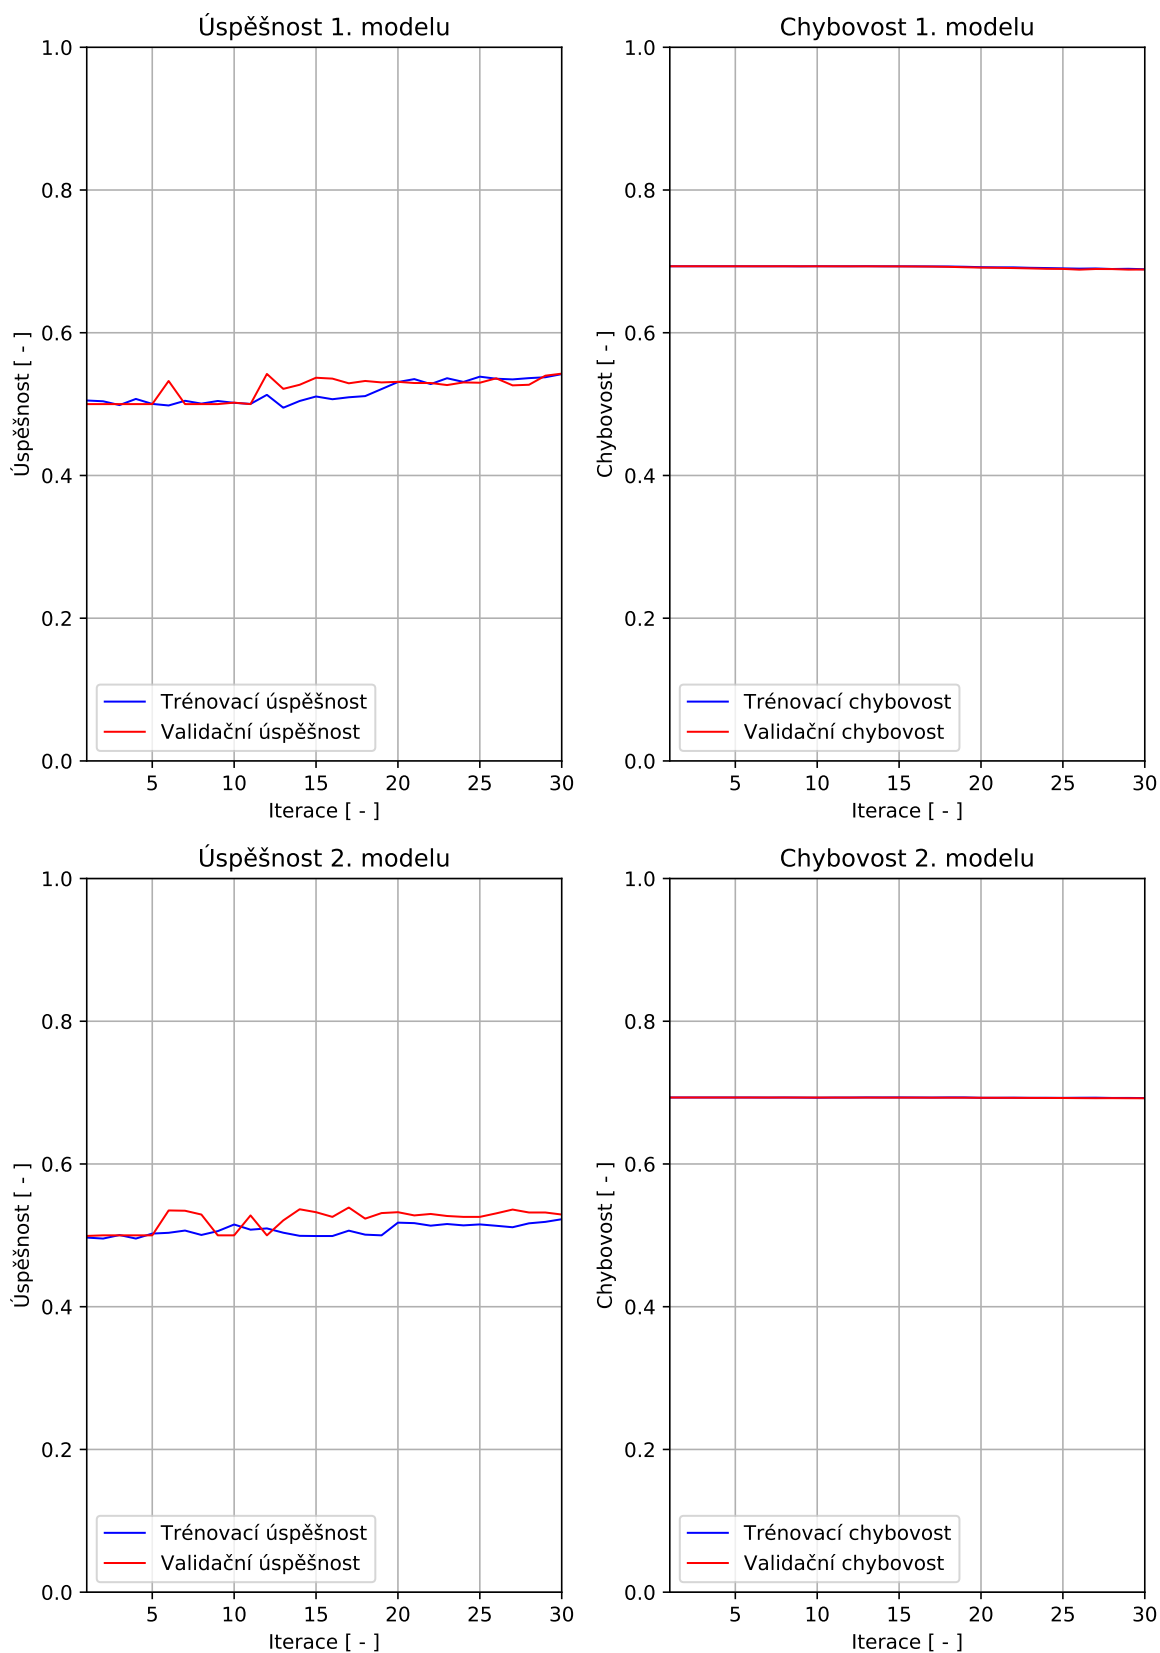 Úspěšnost 1. modelu
1.0
0.8
0.6
0.4
0.2
0.0
Úspěšnost [ - ]
Trénovací úspěšnost
Validační úspěšnost
5 10 15 20 25 30
Iterace [ - ]
Chybovost 1. modelu
1.0
0.8
0.6
0.4
0.2
0.0
Chybovost [ - ]
Trénovací chybovost
Validační chybovost
5 10 15 20 25 30
Iterace [ - ]
Úspěšnost 2. modelu
1.0
0.8
0.6
0.4
0.2
0.0
Úspěšnost [ - ]
Trénovací úspěšnost
Validační úspěšnost
5 10 15 20 25 30
Iterace [ - ]
Chybovost 2. modelu
1.0
0.8
0.6
0.4
0.2
0.0
Chybovost [ - ]
Trénovací chybovost
Validační chybovost
5 10 15 20 25 30
Iterace [ - ]